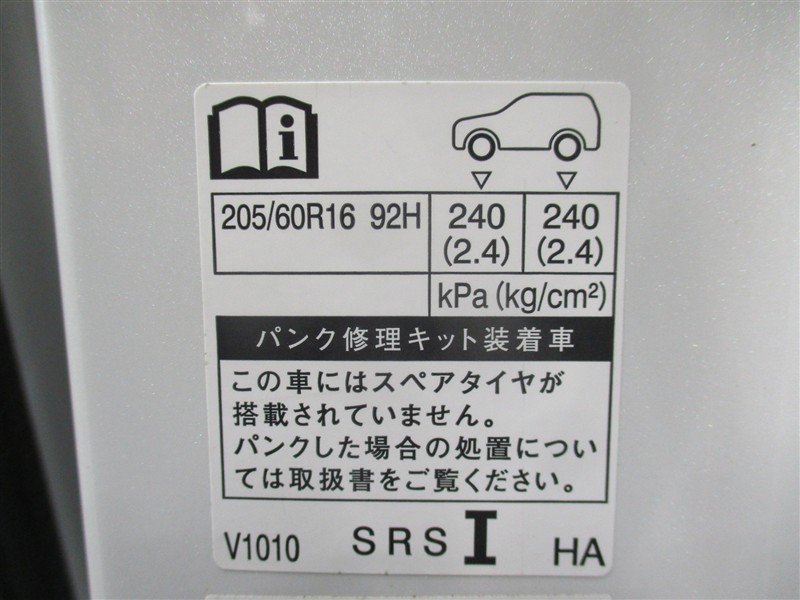 i
205/60R16 92H 240 240
(2.4) (2.4)
kPa (kg/cm²)
パンク修理キット装着車
この車にはスペアタイヤが
搭載されていません。
パンクした場合の処置につい
ては取扱書をご覧ください。
V1010 SRS I HA